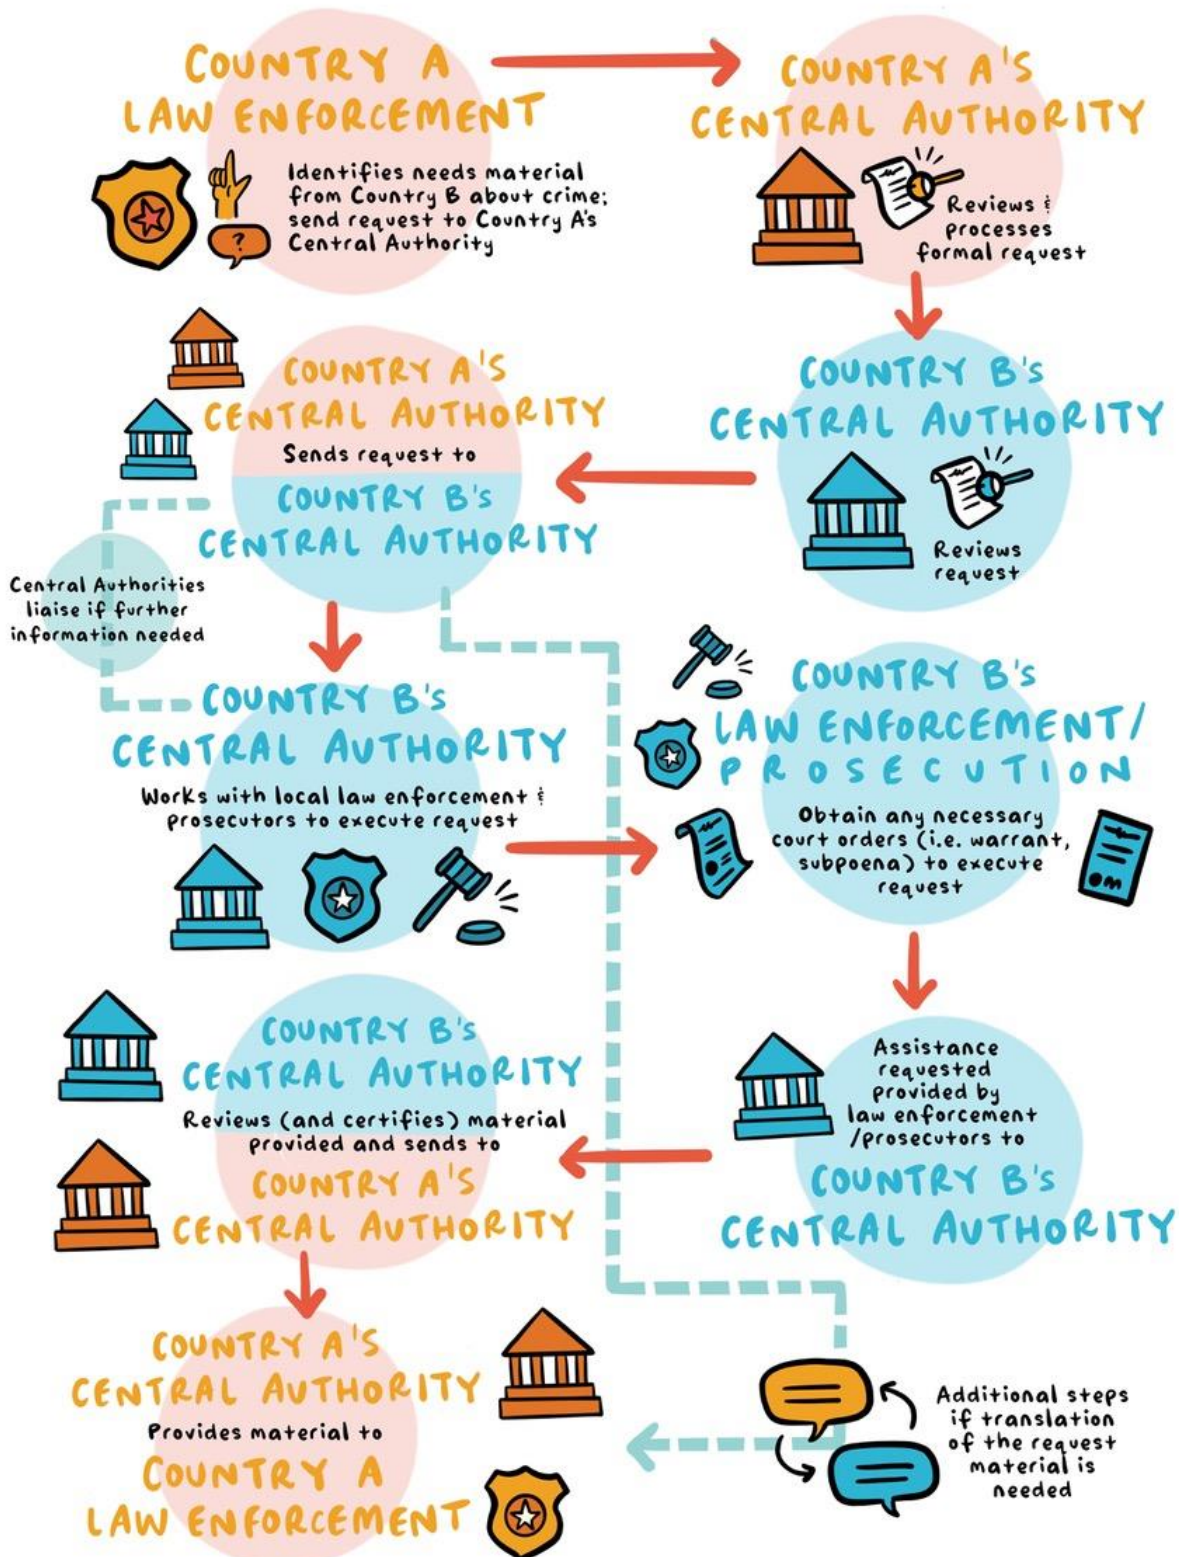 COUNTRY A
LAW ENFORCEMENT
Identifies needs material
from Country B about crime;
send request to Country A's
Central Authority
COUNTRY A'S
CENTRAL AUTHORITY
Reviews &
processes
formal request
COUNTRY B's
CENTRAL AUTHORITY
Reviews
request
COUNTRY A'S
CENTRAL AUTHORITY
Sends request to
COUNTRY B's
CENTRAL AUTHORITY
Central Authorities
liaise if further
information needed
COUNTRY B's
CENTRAL AUTHORITY
Works with local law enforcement &
prosecutors to execute request
COUNTRY B's
LAW ENFORCEMENT/
PROSECUTION
Obtain any necessary
court orders (i.e. warrant,
subpoena) to execute
request
Assistance
requested
provided by
law enforcement
/prosecutors to
COUNTRY B's
CENTRAL AUTHORITY
COUNTRY B's
CENTRAL AUTHORITY
Reviews (and certifies) material
provided and sends to
COUNTRY A'S
CENTRAL AUTHORITY
COUNTRY A'S
CENTRAL AUTHORITY
Provides material to
COUNTRY A
LAW ENFORCEMENT
Additional steps
if translation
of the request
material is
needed
?